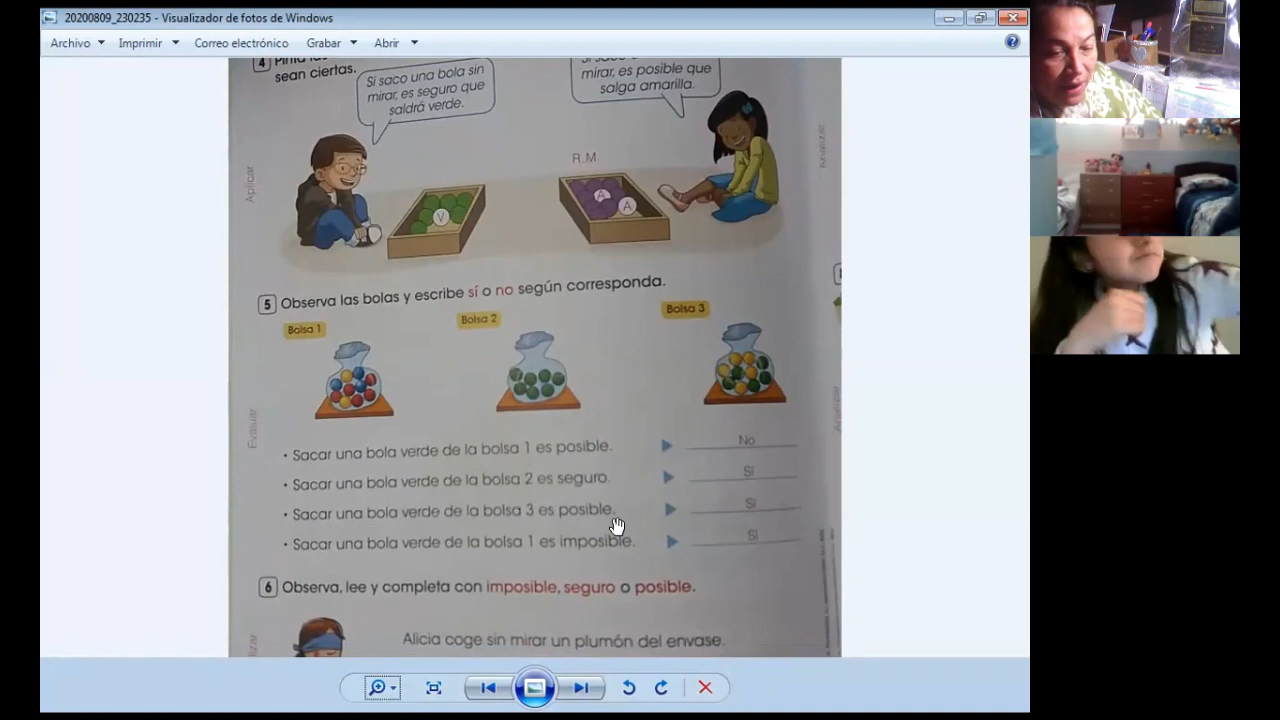 20200809_230235 - Visualizador de fotos de Windows
Archivo Imprimir Correo electrónico Grabar Abrir
4
sean ciertas.
Si saco una bola sin
mirar, es seguro que
saldrá verde.
mirar, es posible que
salga amarilla.
R.M.
Aplicar
V
A
A
5 Observa las bolas y escribe sí o no según corresponda.
Bolsa 1
Bolsa 2
Bolsa 3
Evaluar
Analizar
• Sacar una bola verde de la bolsa 1 es posible. No
• Sacar una bola verde de la bolsa 2 es seguro. Sí
• Sacar una bola verde de la bolsa 3 es posible. Sí
• Sacar una bola verde de la bolsa 1 es imposible. Sí
6 Observa, lee y completa con imposible, seguro o posible.
Alicia coge sin mirar un plumón del envase.